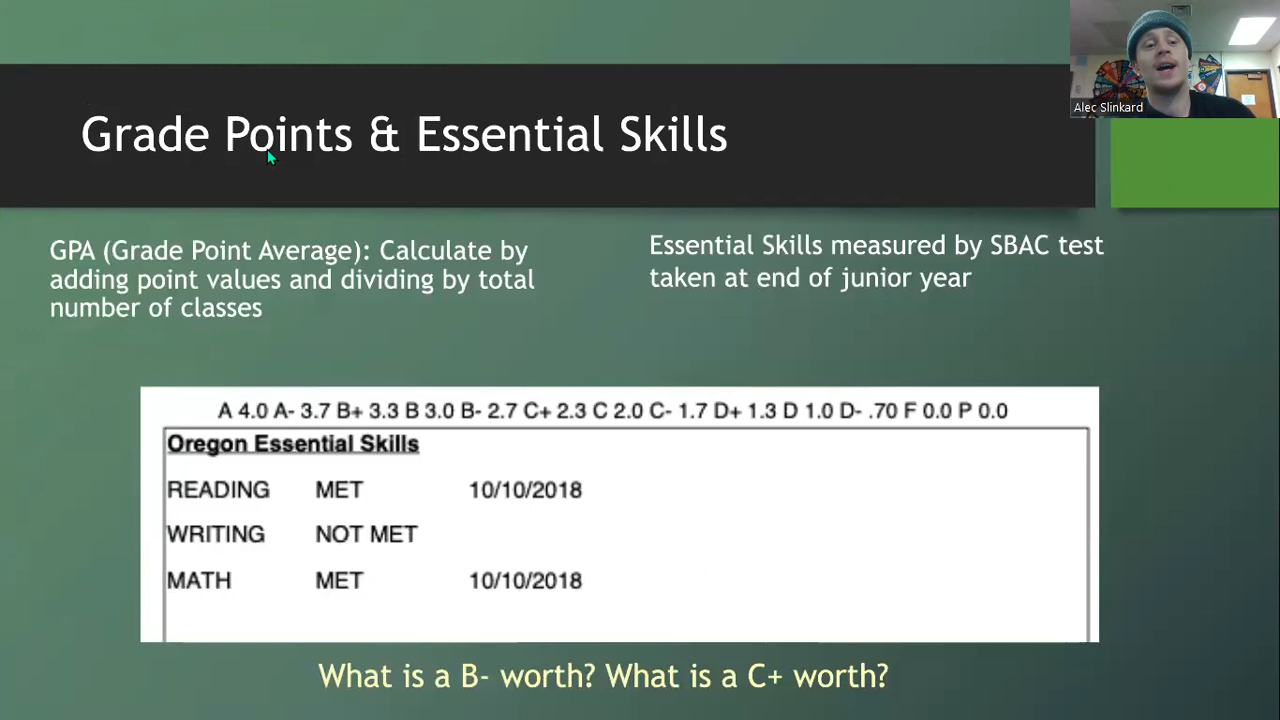 Alec Slinkard
Grade Points & Essential Skills
GPA (Grade Point Average): Calculate by
adding point values and dividing by total
number of classes
Essential Skills measured by SBAC test
taken at end of junior year
A 4.0 A- 3.7 B+ 3.3 B 3.0 B- 2.7 C+ 2.3 C 2.0 C- 1.7 D+ 1.3 D 1.0 D- .70 F 0.0 P 0.0
Oregon Essential Skills
READING MET 10/10/2018
WRITING NOT MET
MATH MET 10/10/2018
What is a B- worth? What is a C+ worth?